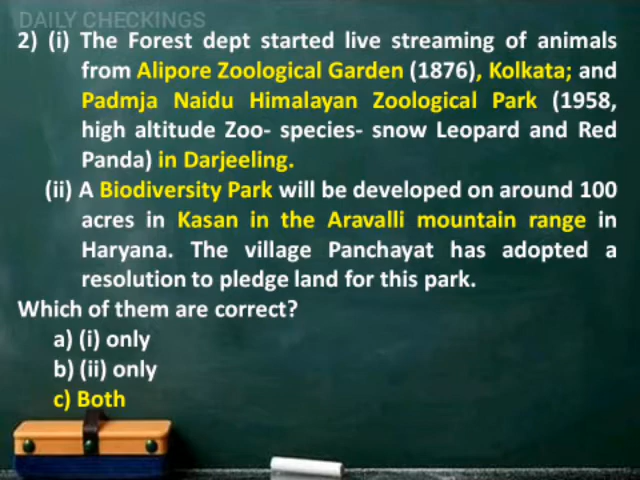 DAILY CHECKINGS
2) (i) The Forest dept started live streaming of animals
from Alipore Zoological Garden (1876), Kolkata; and
Padmja Naidu Himalayan Zoological Park (1958,
high altitude Zoo- species- snow Leopard and Red
Panda) in Darjeeling.
(ii) A Biodiversity Park will be developed on around 100
acres in Kasan in the Aravalli mountain range in
Haryana. The village Panchayat has adopted a
resolution to pledge land for this park.
Which of them are correct?
a) (i) only
b) (ii) only
c) Both